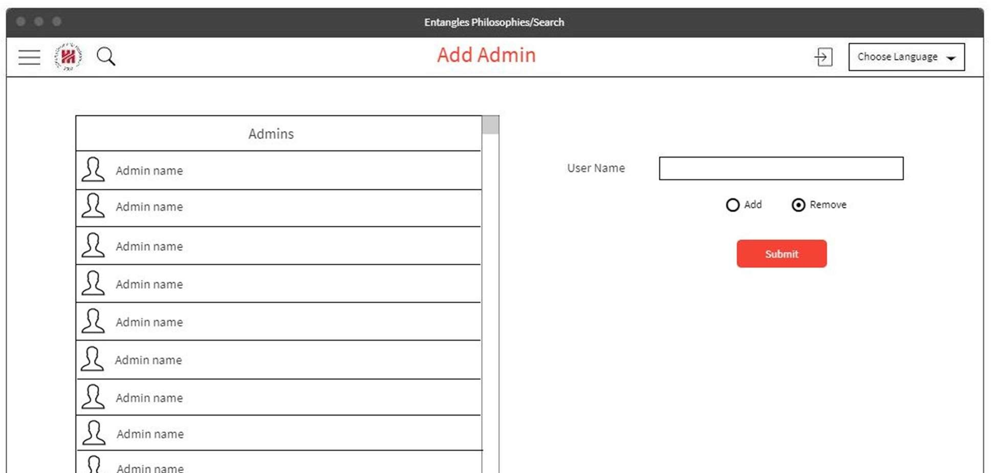 Entangles Philosophies/Search
Add Admin
Choose Language
Admins
Admin name
Admin name
Admin name
Admin name
Admin name
Admin name
Admin name
Admin name
Admin name
User Name
Add Remove
Submit